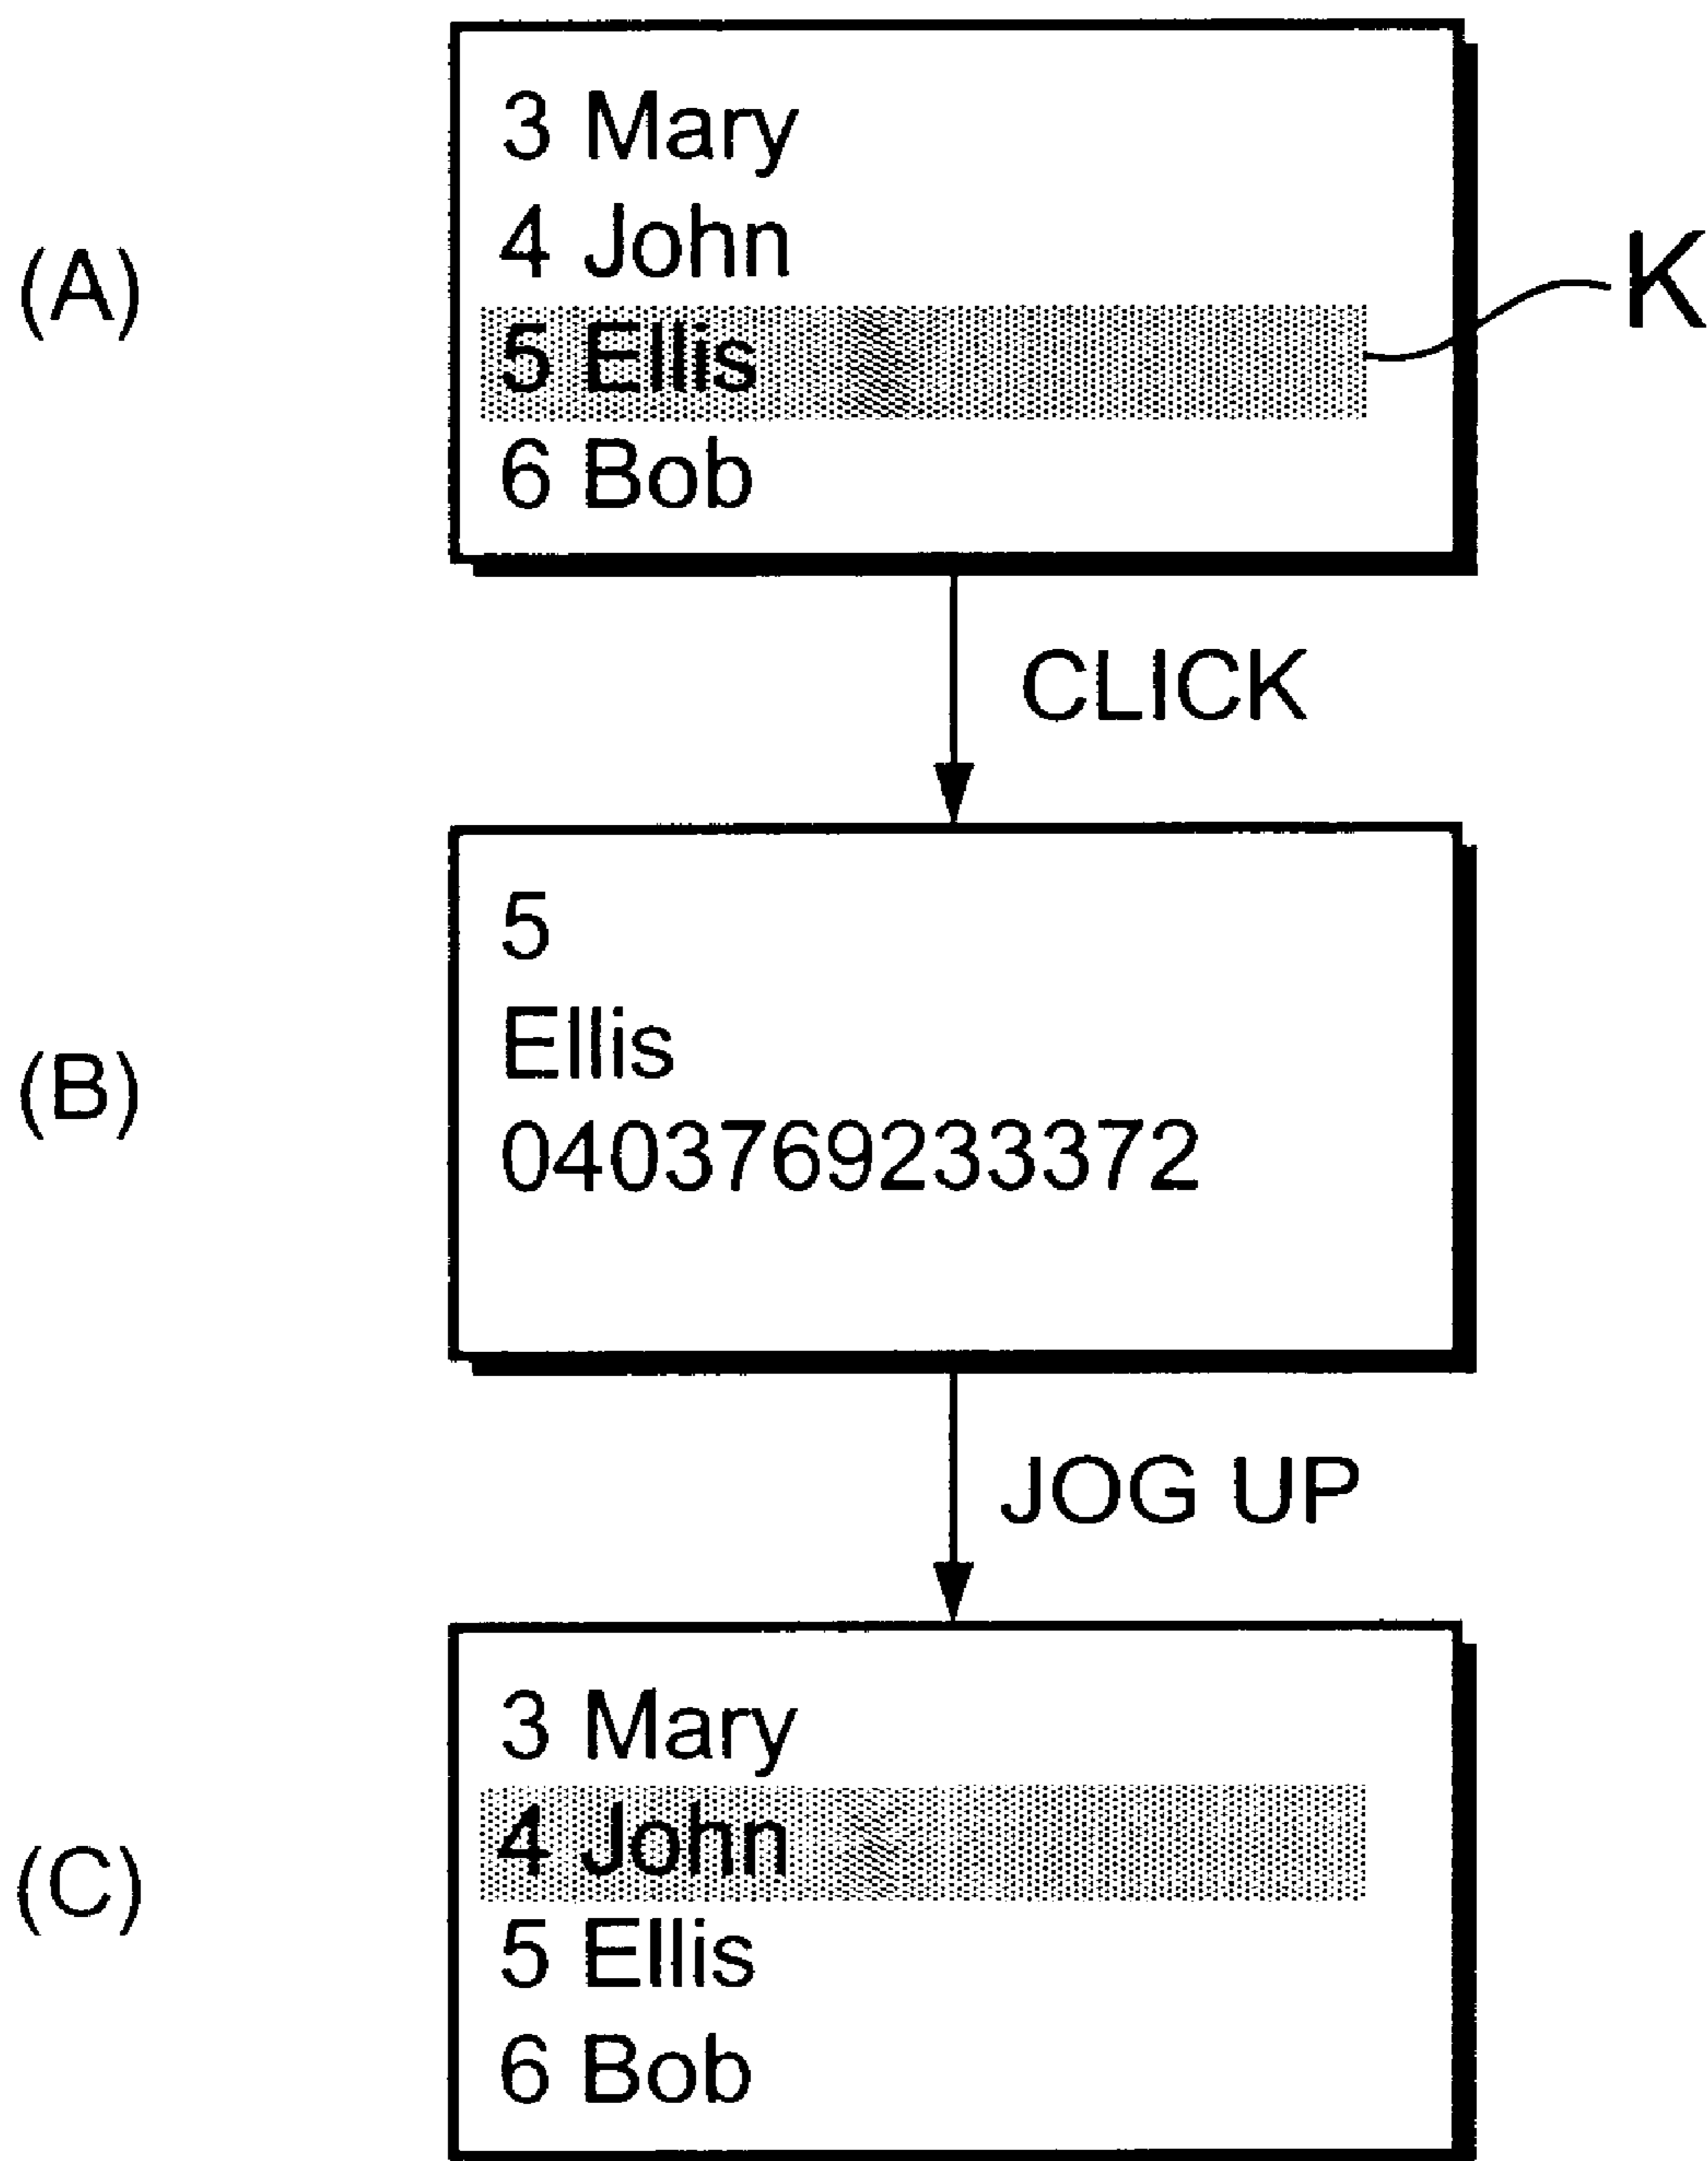 (A)
3 Mary
4 John
5 Ellis
6 Bob
K
CLICK
(B)
5
Ellis
0403769233372
JOG UP
(C)
3 Mary
4 John
5 Ellis
6 Bob